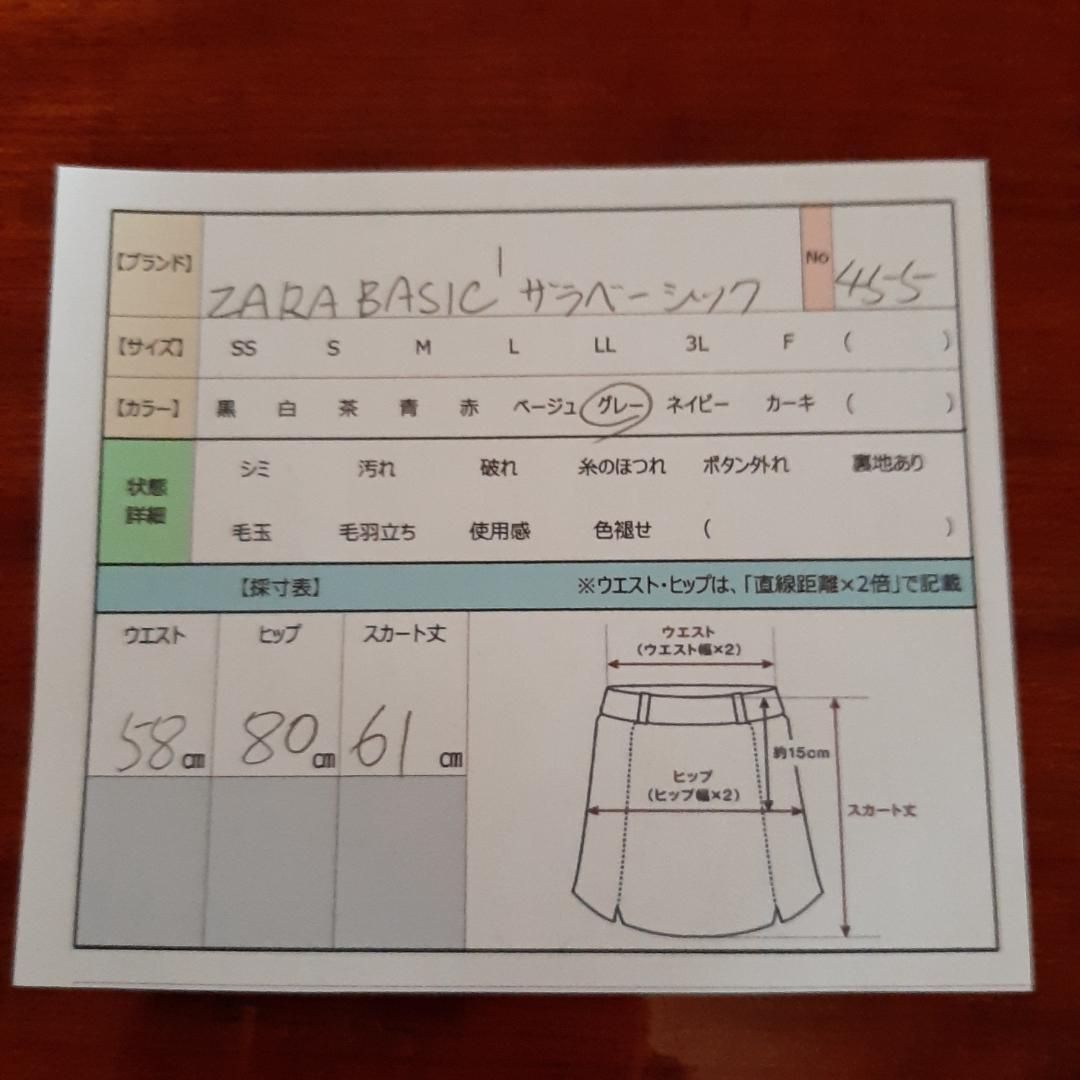 【ブランド】 ZARA BASIC ザラベーシック No 455
【サイズ】 SS S M L LL 3L F ( )
【カラー】 黒 白 茶 青 赤 ベージュ グレー ネイビー カーキ ( )
状態 シミ 汚れ 破れ 糸のほつれ ボタン外れ 裏地あり
詳細 毛玉 毛羽立ち 使用感 色褪せ ( )
【採寸表】 ※ウエスト・ヒップは、「直線距離×2倍」で記載
ウエスト ヒップ スカート丈
58cm 80cm 61cm
ウエスト
(ウエスト幅×2)
約15cm
ヒップ
(ヒップ幅×2)
スカート丈